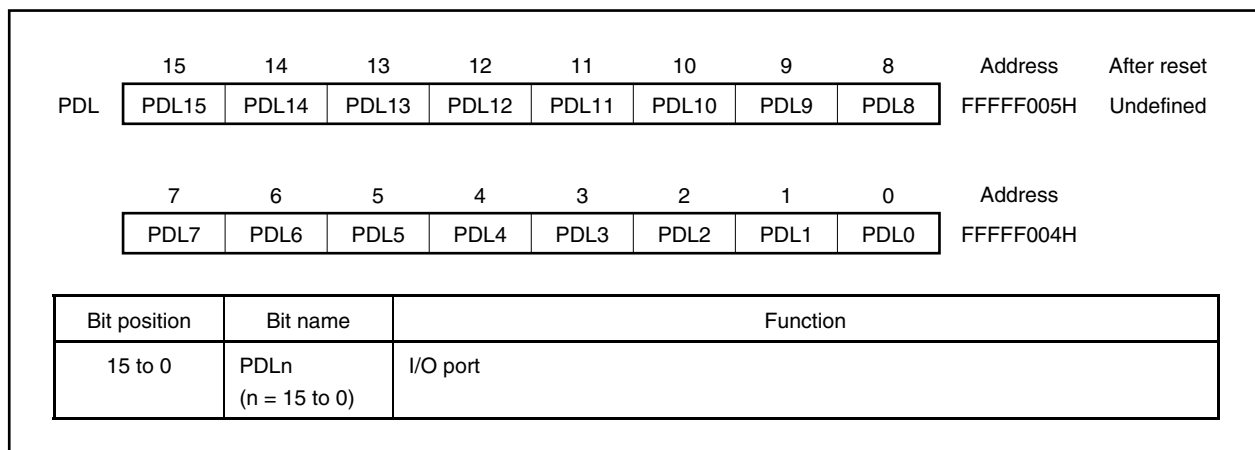 15 14 13 12 11 10 9 8 Address After reset
PDL PDL15 PDL14 PDL13 PDL12 PDL11 PDL10 PDL9 PDL8 FFFFF005H Undefined
7 6 5 4 3 2 1 0 Address
PDL7 PDL6 PDL5 PDL4 PDL3 PDL2 PDL1 PDL0 FFFFF004H
Bit position Bit name Function
15 to 0 PDLn I/O port
(n = 15 to 0)